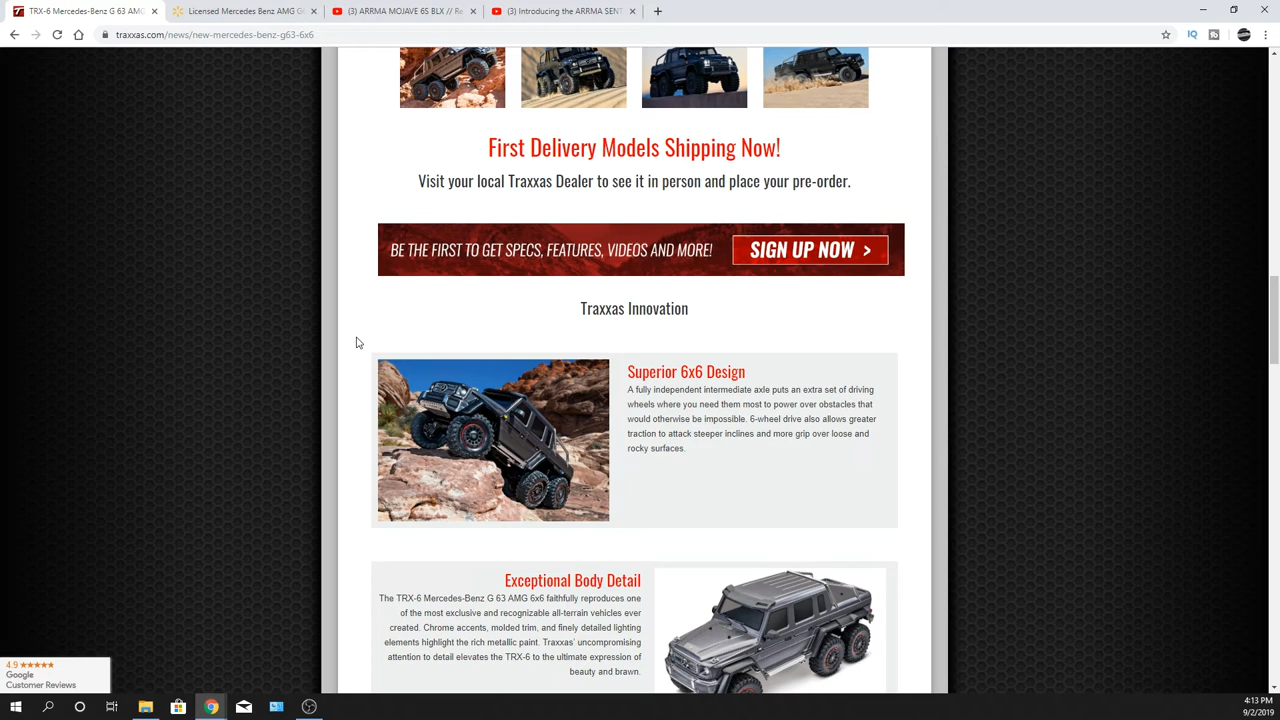 TRX-6 Mercedes-Benz G 63 AMG
Licensed Mercedes Benz AMG G
(3) ARRMA MOJAVE 6S BLX // Re
(3) Introducing the ARRMA SENT
traxxas.com/news/new-mercedes-benz-g63-6x6
First Delivery Models Shipping Now!
Visit your local Traxxas Dealer to see it in person and place your pre-order.
BE THE FIRST TO GET SPECS, FEATURES, VIDEOS AND MORE!
SIGN UP NOW >
Traxxas Innovation
Superior 6x6 Design
A fully independent intermediate axle puts an extra set of driving
wheels where you need them most to power over obstacles that
would otherwise be impossible. 6-wheel drive also allows greater
traction to attack steeper inclines and more grip over loose and
rocky surfaces.
Exceptional Body Detail
The TRX-6 Mercedes-Benz G 63 AMG 6x6 faithfully reproduces one
of the most exclusive and recognizable all-terrain vehicles ever
created. Chrome accents, molded trim, and finely detailed lighting
elements highlight the rich metallic paint. Traxxas' uncompromising
attention to detail elevates the TRX-6 to the ultimate expression of
beauty and brawn.
4.9 ★★★★★
Google
Customer Reviews
4:13 PM
9/2/2019